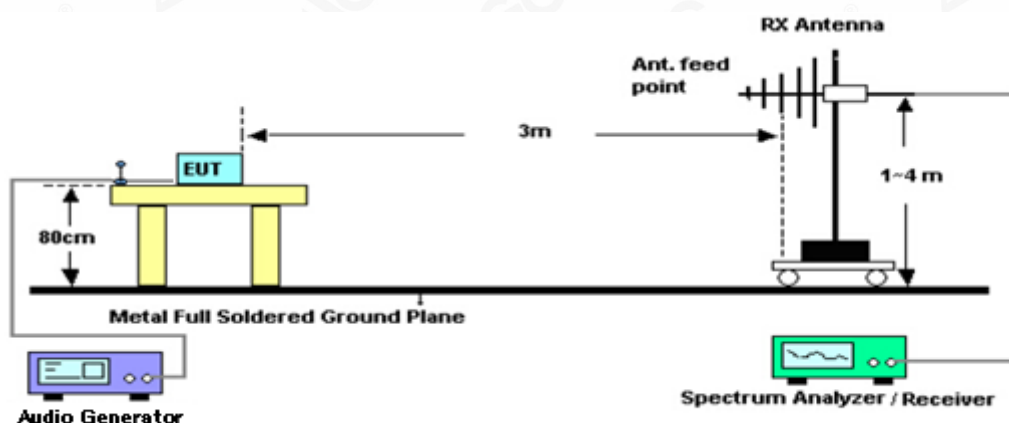 RX Antenna
Ant. feed
point
3m
EUT
1~4 m
80cm
Metal Full Soldered Ground Plane
Audio Generator
Spectrum Analyzer / Receiver